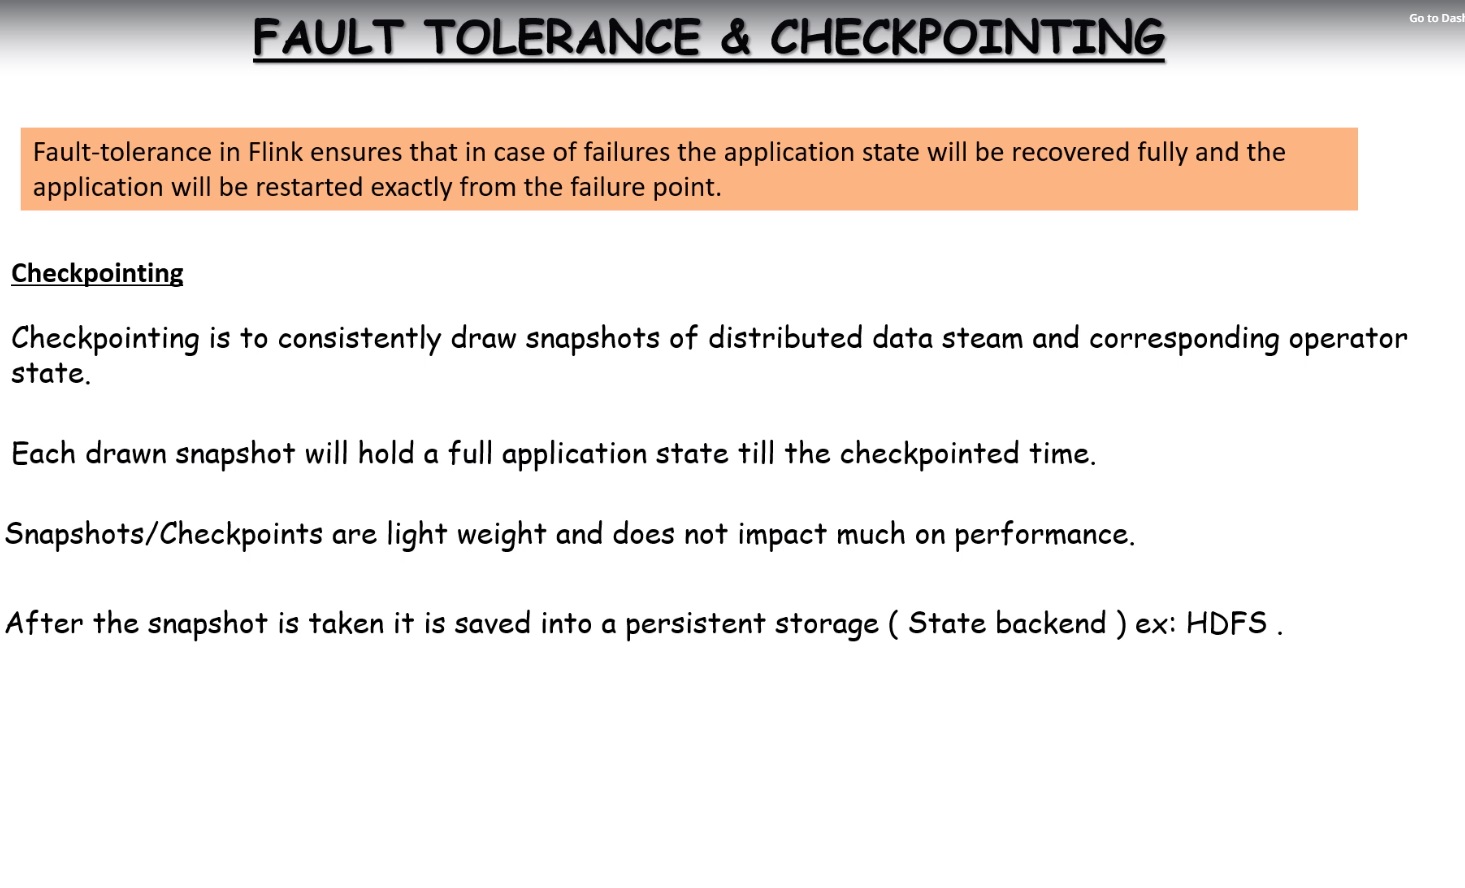 FAULT TOLERANCE & CHECKPOINTING
Go to Das
Fault-tolerance in Flink ensures that in case of failures the application state will be recovered fully and the
application will be restarted exactly from the failure point.
Checkpointing
Checkpointing is to consistently draw snapshots of distributed data steam and corresponding operator
state.
Each drawn snapshot will hold a full application state till the checkpointed time.
Snapshots/Checkpoints are light weight and does not impact much on performance.
After the snapshot is taken it is saved into a persistent storage ( State backend ) ex: HDFS .